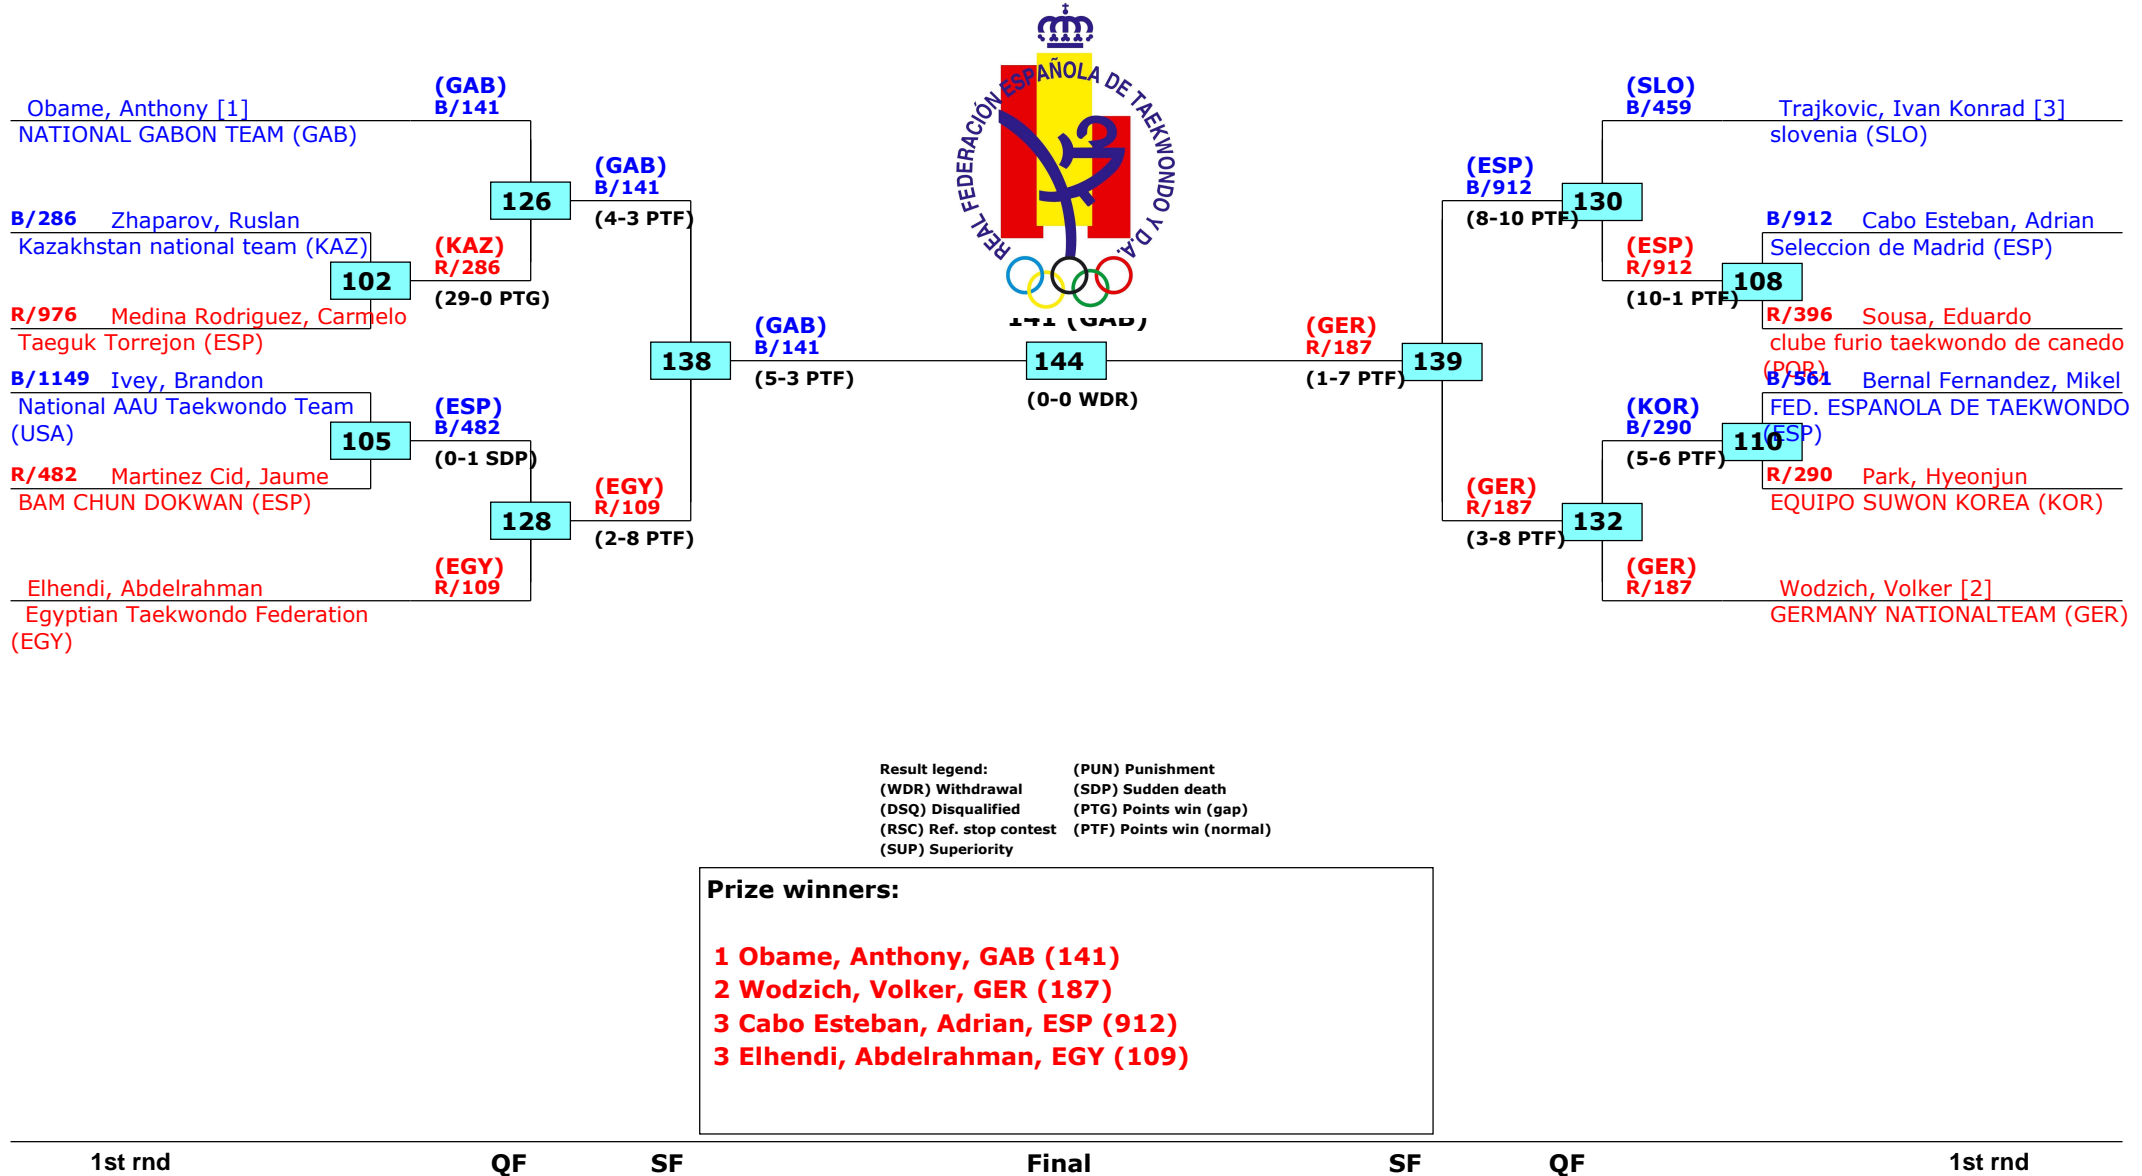 REAL FEDERACIÓN ESPAÑOLA DE TAEKWONDO Y D.A.
(GAB)
B/141
Obame, Anthony [1]
NATIONAL GABON TEAM (GAB)
(GAB)
B/141
126
(4-3 PTF)
B/286 Zhaparov, Ruslan
Kazakhstan national team (KAZ)
(KAZ)
R/286
102
(29-0 PTG)
R/976 Medina Rodriguez, Carmelo
Taeguk Torrejon (ESP)
(GAB)
B/141
138
(5-3 PTF)
B/1149 Ivey, Brandon
National AAU Taekwondo Team
(USA)
(ESP)
B/482
105
(0-1 SDP)
R/482 Martinez Cid, Jaume
BAM CHUN DOKWAN (ESP)
(EGY)
R/109
128
(2-8 PTF)
(EGY)
R/109
Elhendi, Abdelrahman
Egyptian Taekwondo Federation
(EGY)
141 (GAB)
144
(0-0 WDR)
(SLO)
B/459
Trajkovic, Ivan Konrad [3]
slovenia (SLO)
(ESP)
B/912
130
(8-10 PTF)
B/912 Cabo Esteban, Adrian
Seleccion de Madrid (ESP)
(ESP)
R/912
108
(10-1 PTF)
R/396 Sousa, Eduardo
clube furio taekwondo de canedo
(POR)
(GER)
R/187
139
(1-7 PTF)
B/561 Bernal Fernandez, Mikel
FED. ESPANOLA DE TAEKWONDO
(ESP)
(KOR)
B/290
110
(5-6 PTF)
R/290 Park, Hyeonjun
EQUIPO SUWON KOREA (KOR)
(GER)
R/187
132
(3-8 PTF)
(GER)
R/187
Wodzich, Volker [2]
GERMANY NATIONALTEAM (GER)
Result legend: (PUN) Punishment
(WDR) Withdrawal (SDP) Sudden death
(DSQ) Disqualified (PTG) Points win (gap)
(RSC) Ref. stop contest (PTF) Points win (normal)
(SUP) Superiority
Prize winners:
1 Obame, Anthony, GAB (141)
2 Wodzich, Volker, GER (187)
3 Cabo Esteban, Adrian, ESP (912)
3 Elhendi, Abdelrahman, EGY (109)
1st rnd QF SF Final SF QF 1st rnd